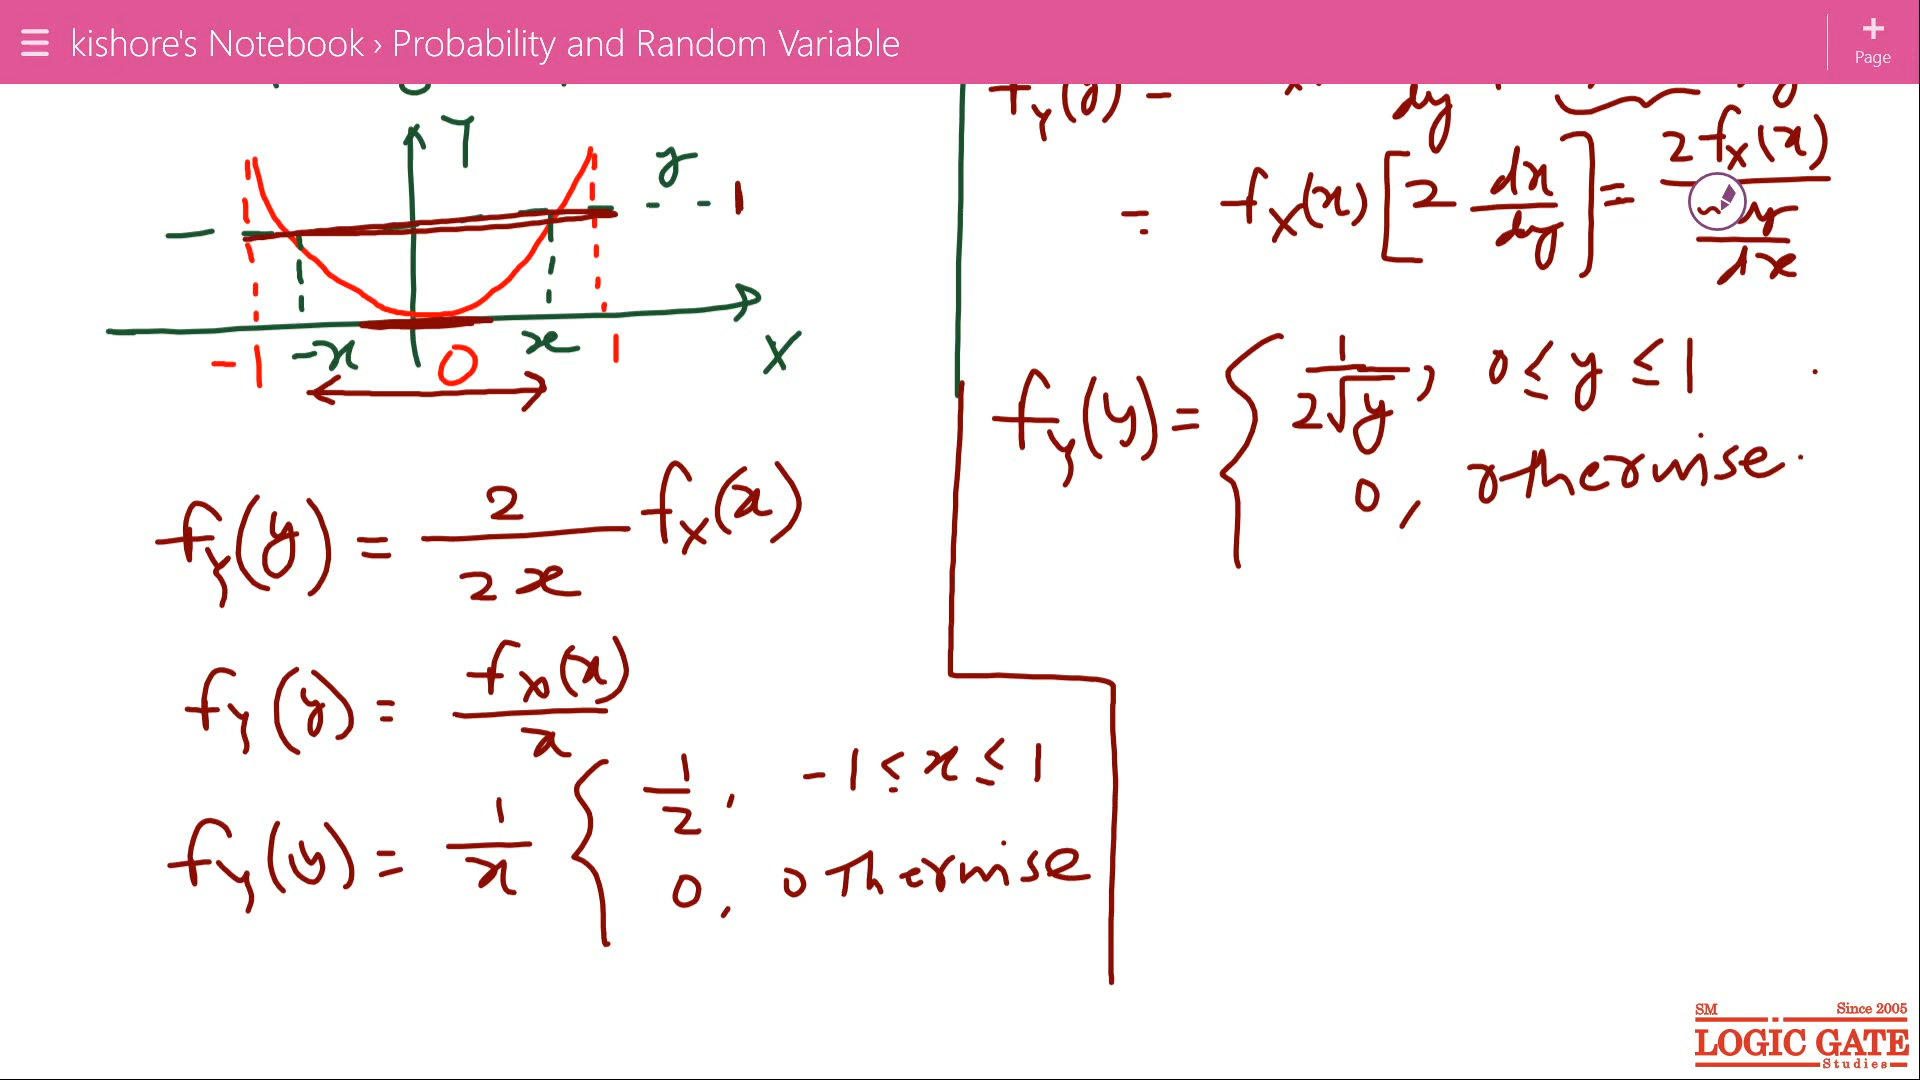 kishore's Notebook › Probability and Random Variable
+
Page
Y
y
1
-1 -x 0 x 1 X
f_Y(y) = 2/2x f_X(x)
f_Y(y) = f_X(x)/x
f_Y(y) = 1/x { 1/2, -1 ≤ x ≤ 1
0, otherwise
f_Y(y) =
dy
= f_X(x) [2 dx/dy] = 2f_X(x)/(dy/dx)
f_Y(y) = { 1/2√y, 0 ≤ y ≤ 1
0, otherwise.
SM Since 2005
LOGIC GATE
Studies